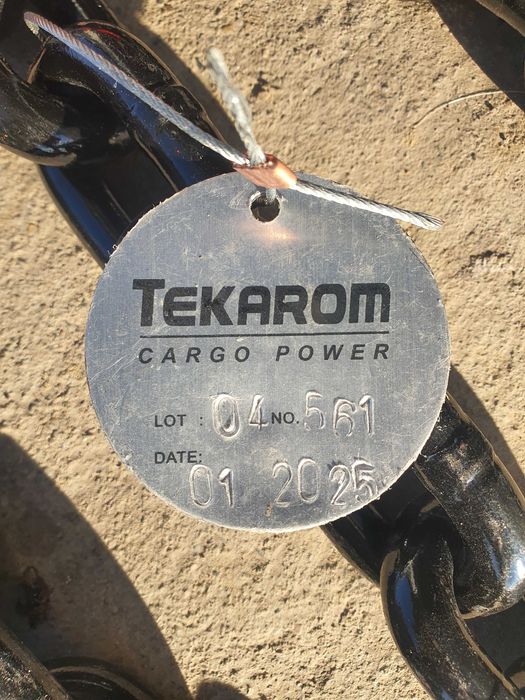 TEKAROM
CARGO POWER
LOT : 04 NO. 561
DATE:
01 2025